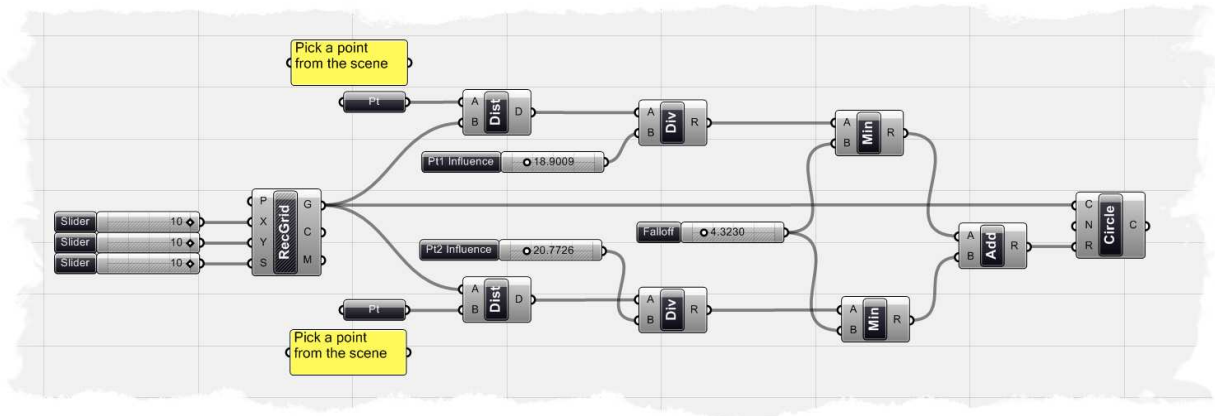 Pick a point
from the scene
Pt
A
B
Dist
D
A
B
Div
R
A
B
Min
R
Pt1 Influence
18.9009
Slider
10
Slider
10
Slider
10
P
X
Y
S
RecGrid
G
C
M
Falloff
4.3230
C
N
R
Circle
C
Pt2 Influence
20.7726
A
B
Add
R
A
B
Dist
D
Pt
A
B
Div
R
A
B
Min
R
Pick a point
from the scene